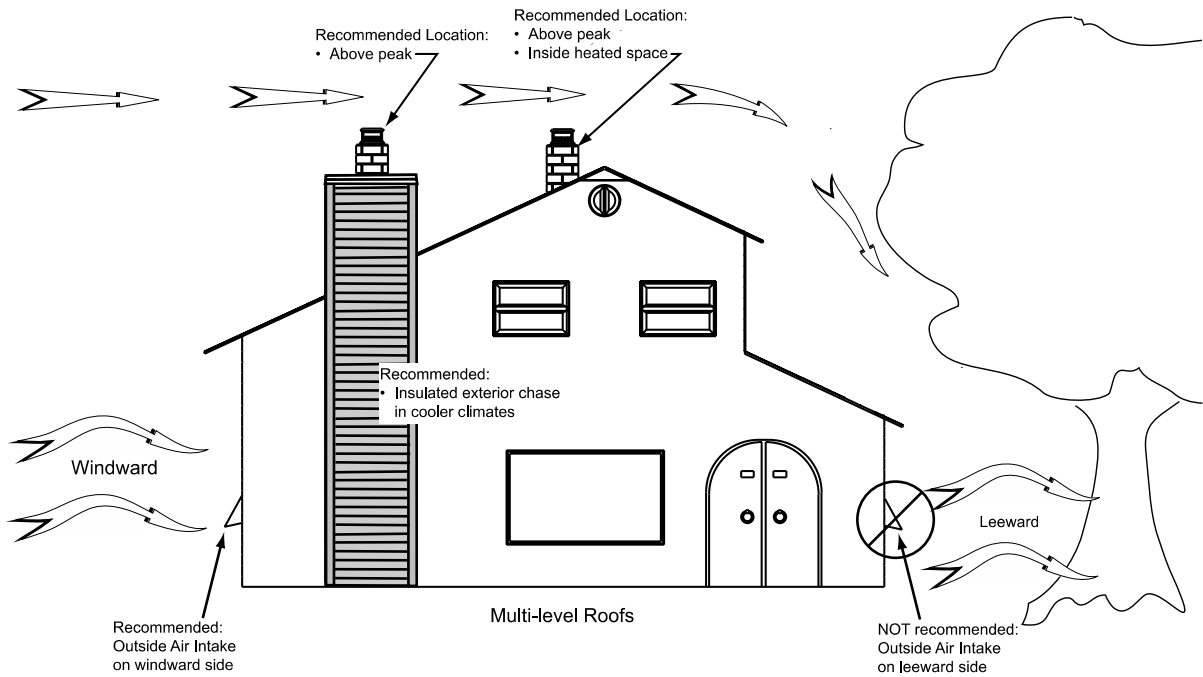 Recommended Location:
• Above peak
Recommended Location:
• Above peak
• Inside heated space
Recommended:
• Insulated exterior chase
in cooler climates
Windward
Leeward
Multi-level Roofs
Recommended:
Outside Air Intake
on windward side
NOT recommended:
Outside Air Intake
on leeward side